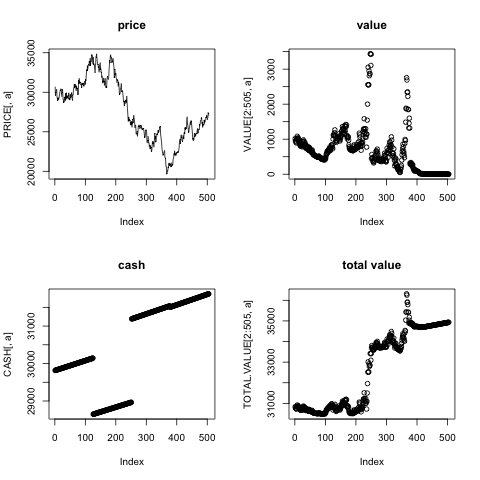 price
PRICE[, a]
20000 25000 30000 35000
0 100 200 300 400 500
Index
value
VALUE[2:505, a]
0 1000 2000 3000
0 100 200 300 400 500
Index
cash
CASH[, a]
29000 30000 31000
0 100 200 300 400 500
Index
total value
TOTAL.VALUE[2:505, a]
31000 33000 35000
0 100 200 300 400 500
Index